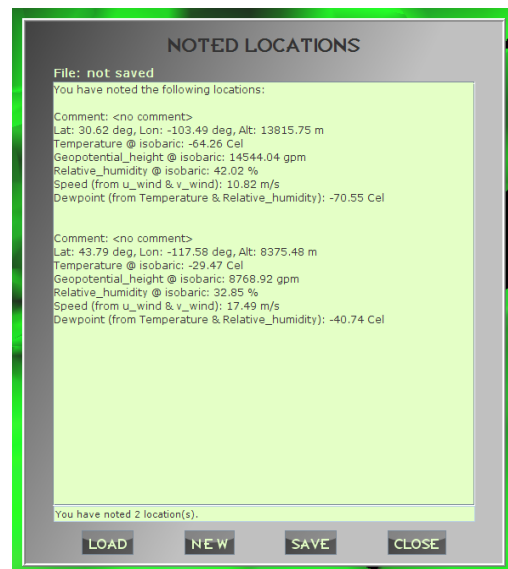 NOTED LOCATIONS
File: not saved
You have noted the following locations:
Comment: <no comment>
Lat: 30.62 deg, Lon: -103.49 deg, Alt: 13815.75 m
Temperature @ isobaric: -64.26 Cel
Geopotential_height @ isobaric: 14544.04 gpm
Relative_humidity @ isobaric: 42.02 %
Speed (from u_wind & v_wind): 10.82 m/s
Dewpoint (from Temperature & Relative_humidity): -70.55 Cel
Comment: <no comment>
Lat: 43.79 deg, Lon: -117.58 deg, Alt: 8375.48 m
Temperature @ isobaric: -29.47 Cel
Geopotential_height @ isobaric: 8768.92 gpm
Relative_humidity @ isobaric: 32.85 %
Speed (from u_wind & v_wind): 17.49 m/s
Dewpoint (from Temperature & Relative_humidity): -40.74 Cel
You have noted 2 location(s).
LOAD NEW SAVE CLOSE